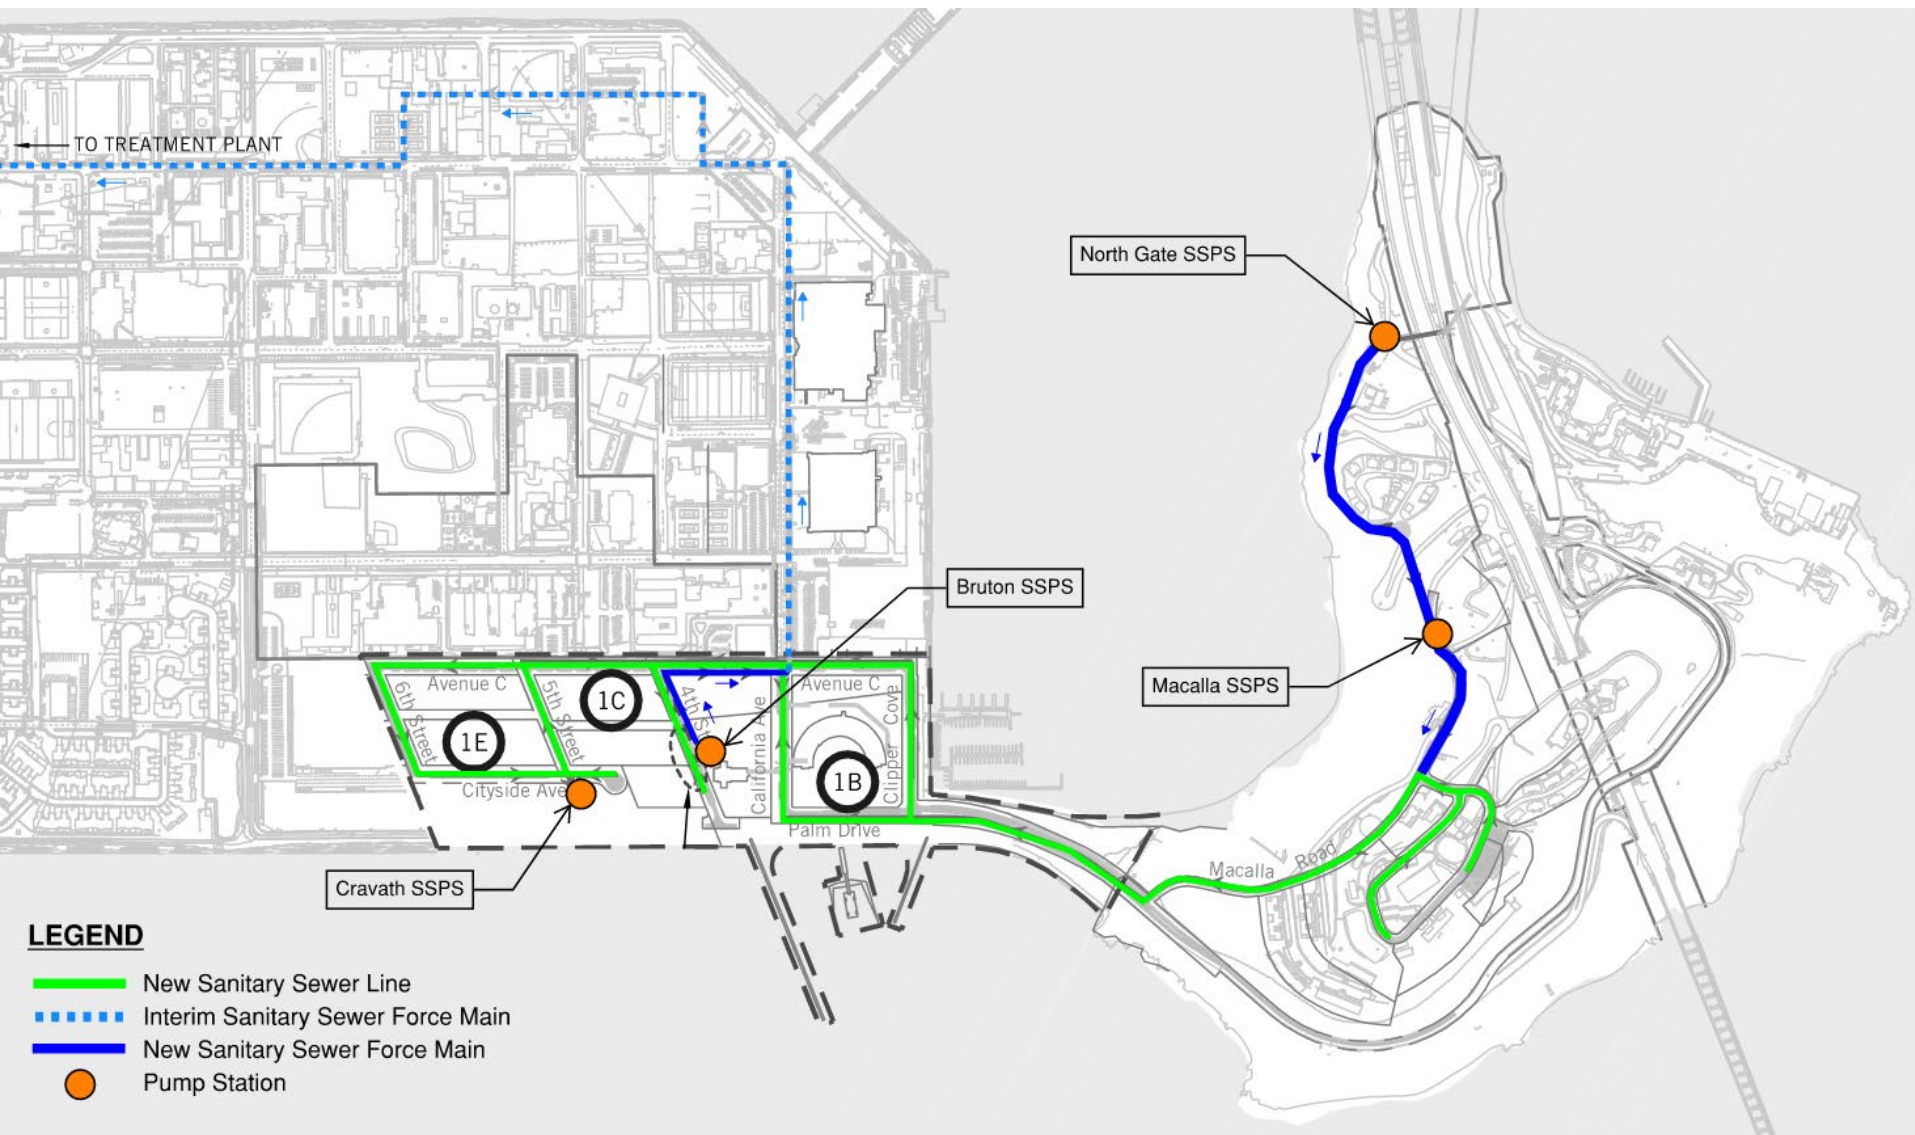 TO TREATMENT PLANT
North Gate SSPS
Bruton SSPS
Macalla SSPS
Avenue C
Avenue C
6th Street
5th Street
4th St
California Ave
Clipper Cove
1C
1E
1B
Cityside Ave
Palm Drive
Macalla Road
Cravath SSPS
LEGEND
New Sanitary Sewer Line
Interim Sanitary Sewer Force Main
New Sanitary Sewer Force Main
Pump Station